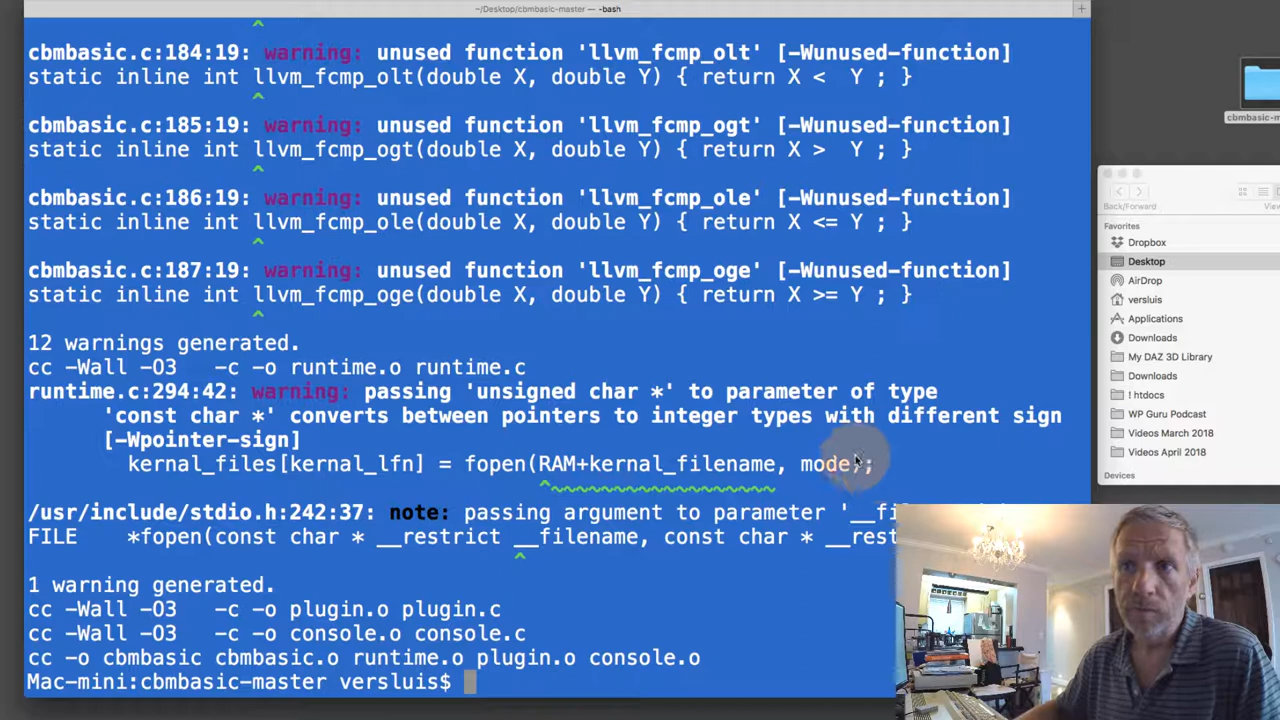 ~/Desktop/cbmbasic-master — -bash
cbmbasic.c:184:19: warning: unused function 'llvm_fcmp_olt' [-Wunused-function]
static inline int llvm_fcmp_olt(double X, double Y) { return X <  Y ; }
^
cbmbasic.c:185:19: warning: unused function 'llvm_fcmp_ogt' [-Wunused-function]
static inline int llvm_fcmp_ogt(double X, double Y) { return X >  Y ; }
^
cbmbasic.c:186:19: warning: unused function 'llvm_fcmp_ole' [-Wunused-function]
static inline int llvm_fcmp_ole(double X, double Y) { return X <= Y ; }
^
cbmbasic.c:187:19: warning: unused function 'llvm_fcmp_oge' [-Wunused-function]
static inline int llvm_fcmp_oge(double X, double Y) { return X >= Y ; }
^
12 warnings generated.
cc -Wall -O3   -c -o runtime.o runtime.c
runtime.c:294:42: warning: passing 'unsigned char *' to parameter of type
'const char *' converts between pointers to integer types with different sign
[-Wpointer-sign]
kernal_files[kernal_lfn] = fopen(RAM+kernal_filename, mode);
^~~~~~~~~~~~~~~~~~~
/usr/include/stdio.h:242:37: note: passing argument to parameter '__fi
FILE    *fopen(const char * __restrict __filename, const char * __rest
^
1 warning generated.
cc -Wall -O3   -c -o plugin.o plugin.c
cc -Wall -O3   -c -o console.o console.c
cc -o cbmbasic cbmbasic.o runtime.o plugin.o console.o
Mac-mini:cbmbasic-master versluis$
cbmbasic-m
Back/Forward
View
Favorites
Dropbox
Desktop
AirDrop
versluis
Applications
Downloads
My DAZ 3D Library
Downloads
! htdocs
WP Guru Podcast
Videos March 2018
Videos April 2018
Devices